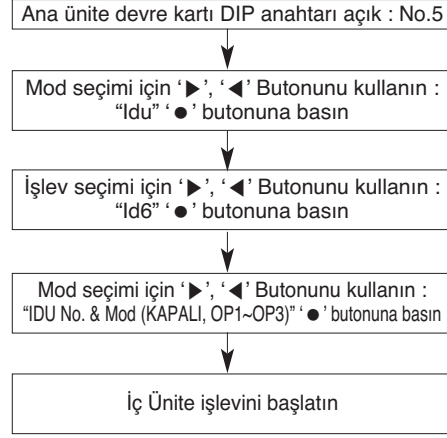 Ana ünite devre kartı DIP anahtarı açık : No.5
Mod seçimi için ‘▶’, ‘◀’ Butonunu kullanın :
“Idu” ‘ ● ’ butonuna basın
İşlev seçimi için ‘▶’, ‘◀’ Butonunu kullanın :
“Id6” ‘ ● ’ butonuna basın
Mod seçimi için ‘▶’, ‘◀’ Butonunu kullanın :
“IDU No. & Mod (KAPALI, OP1~OP3)” ‘ ● ’ butonuna basın
İç Ünite işlevini başlatın